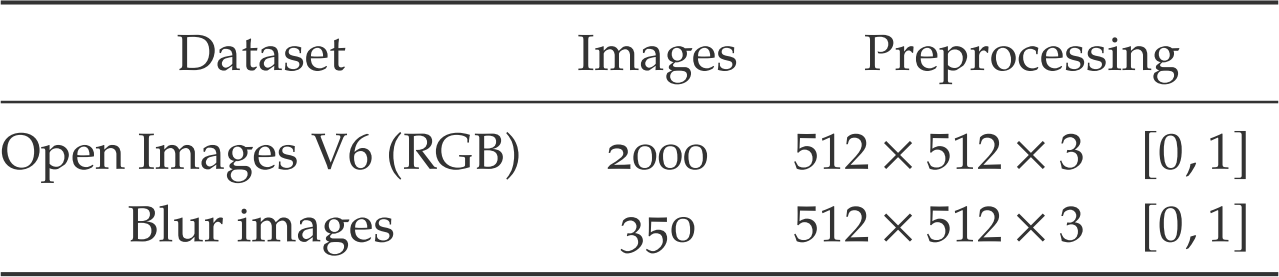 Dataset Images Preprocessing
Open Images V6 (RGB) 2000 512 × 512 × 3 [0, 1]
Blur images 350 512 × 512 × 3 [0, 1]